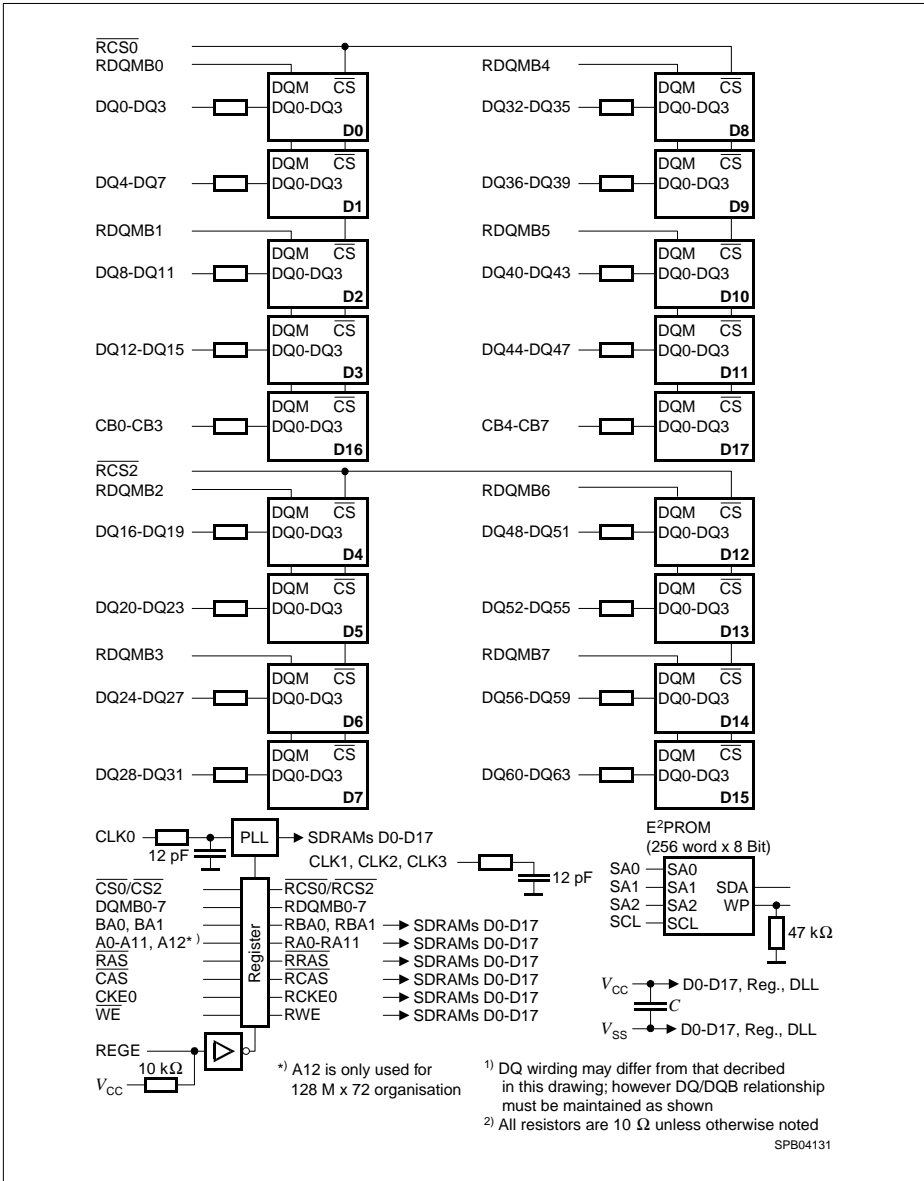 RCS0
RDQMB0 RDQMB4
DQM CS DQM CS
DQ0-DQ3 DQ0-DQ3 DQ32-DQ35 DQ0-DQ3
D0 D8
DQM CS DQM CS
DQ4-DQ7 DQ0-DQ3 DQ36-DQ39 DQ0-DQ3
D1 D9
RDQMB1 RDQMB5
DQM CS DQM CS
DQ8-DQ11 DQ0-DQ3 DQ40-DQ43 DQ0-DQ3
D2 D10
DQM CS DQM CS
DQ12-DQ15 DQ0-DQ3 DQ44-DQ47 DQ0-DQ3
D3 D11
DQM CS DQM CS
CB0-CB3 DQ0-DQ3 CB4-CB7 DQ0-DQ3
D16 D17
RCS2
RDQMB2 RDQMB6
DQM CS DQM CS
DQ16-DQ19 DQ0-DQ3 DQ48-DQ51 DQ0-DQ3
D4 D12
DQM CS DQM CS
DQ20-DQ23 DQ0-DQ3 DQ52-DQ55 DQ0-DQ3
D5 D13
RDQMB3 RDQMB7
DQM CS DQM CS
DQ24-DQ27 DQ0-DQ3 DQ56-DQ59 DQ0-DQ3
D6 D14
DQM CS DQM CS
DQ28-DQ31 DQ0-DQ3 DQ60-DQ63 DQ0-DQ3
D7 D15
CLK0 PLL SDRAMs D0-D17
12 pF
CLK1, CLK2, CLK3 12 pF
E²PROM
(256 word x 8 Bit)
SA0 SA0
SA1 SA1 SDA
SA2 SA2 WP
SCL SCL
47 kΩ
Register
CS0/CS2 RCS0/RCS2
DQMB0-7 RDQMB0-7
BA0, BA1 RBA0, RBA1 SDRAMs D0-D17
A0-A11, A12*) RA0-RA11 SDRAMs D0-D17
RAS RRAS SDRAMs D0-D17
CAS RCAS SDRAMs D0-D17
CKE0 RCKE0 SDRAMs D0-D17
WE RWE SDRAMs D0-D17
VCC D0-D17, Reg., DLL
C
VSS D0-D17, Reg., DLL
REGE
10 kΩ
VCC
*) A12 is only used for
128 M x 72 organisation
1) DQ wirding may differ from that decribed
in this drawing; however DQ/DQB relationship
must be maintained as shown
2) All resistors are 10 Ω unless otherwise noted
SPB04131